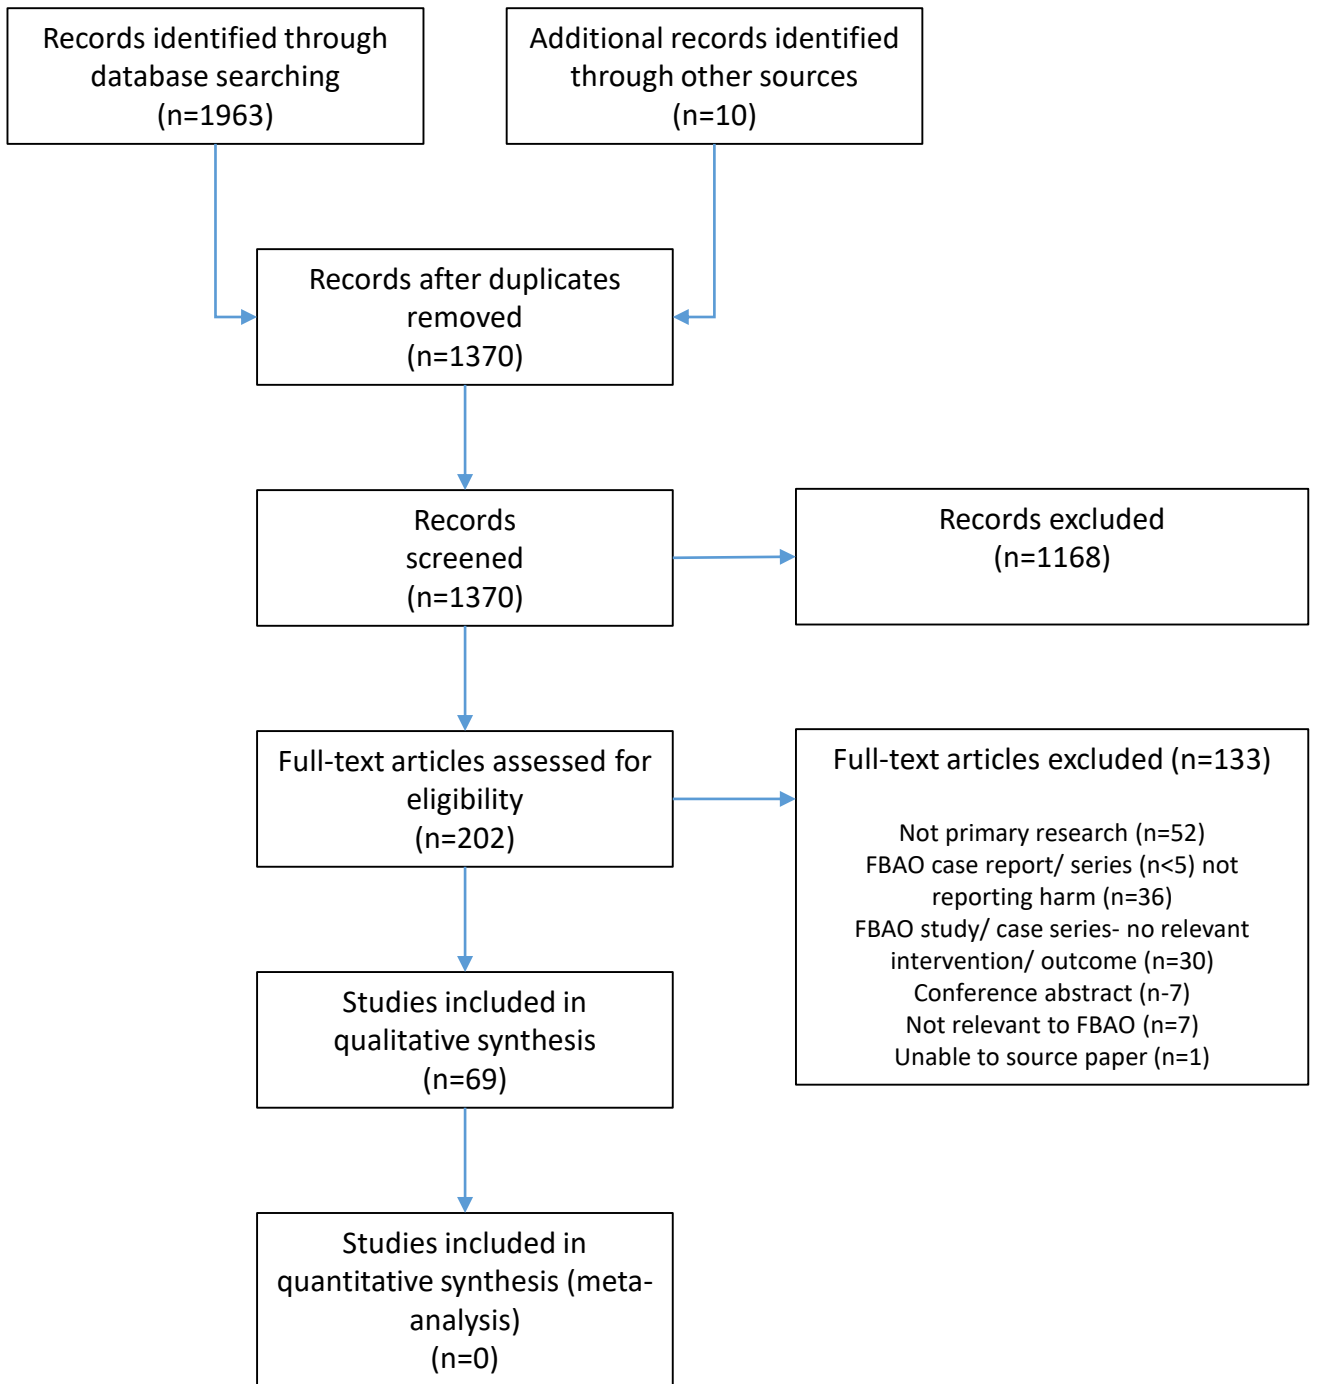 Records identified through
database searching
(n=1963)
Additional records identified
through other sources
(n=10)
Records after duplicates
removed
(n=1370)
Records
screened
(n=1370)
Records excluded
(n=1168)
Full-text articles assessed for
eligibility
(n=202)
Full-text articles excluded (n=133)
Not primary research (n=52)
FBAO case report/ series (n<5) not
reporting harm (n=36)
FBAO study/ case series- no relevant
intervention/ outcome (n=30)
Conference abstract (n-7)
Not relevant to FBAO (n=7)
Unable to source paper (n=1)
Studies included in
qualitative synthesis
(n=69)
Studies included in
quantitative synthesis (meta-
analysis)
(n=0)